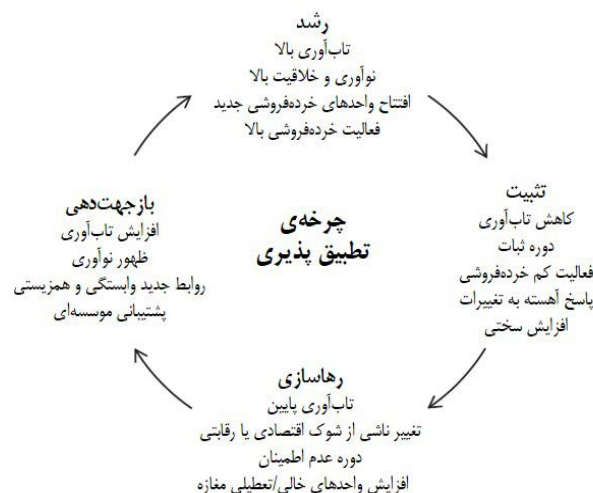 رشد
تاب‌آوری بالا
نوآوری و خلاقیت بالا
افتتاح واحدهای خرده‌فروشی جدید
فعالیت خرده‌فروشی بالا
تثبیت
کاهش تاب‌آوری
دوره ثبات
فعالیت کم خرده‌فروشی
پاسخ آهسته به تغییرات
افزایش سختی
چرخه‌ی
تطبیق پذیری
بازجهت‌دهی
افزایش تاب‌آوری
ظهور نوآوری
روابط جدید وابستگی و همزیستی
پشتیبانی موسسه‌ای
رهاسازی
تاب‌آوری پایین
تغییر ناشی از شوک اقتصادی یا رقابتی
دوره عدم اطمینان
افزایش واحدهای خالی/تعطیلی مغازه